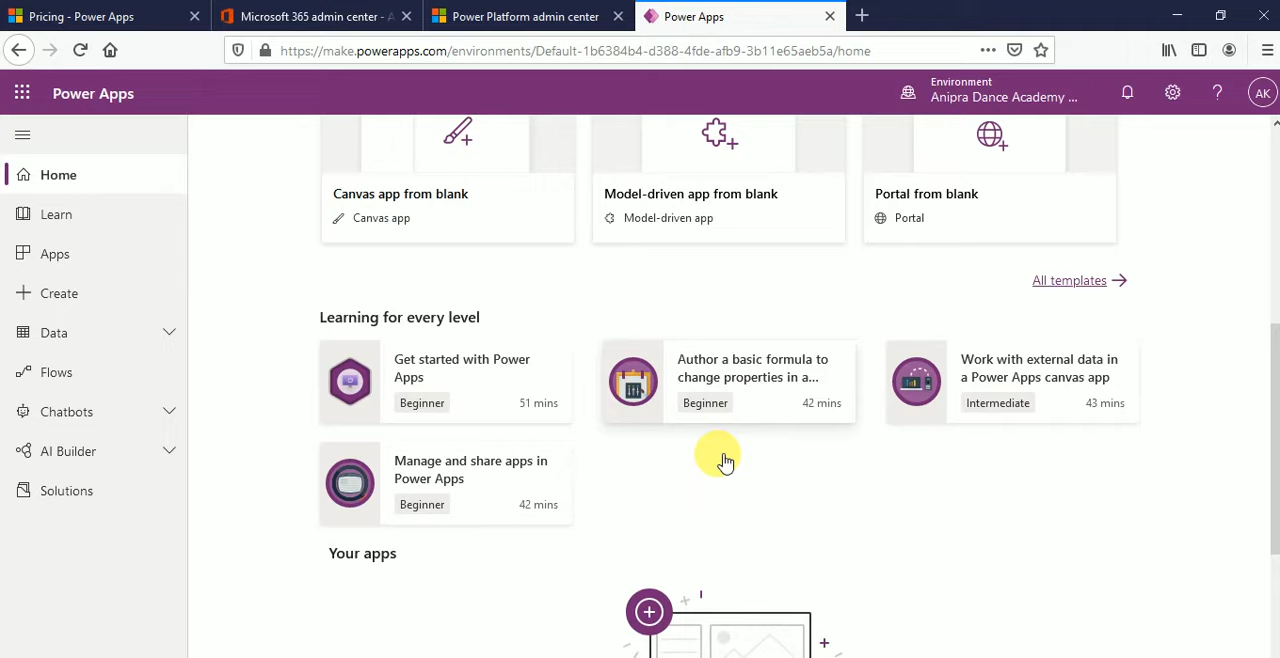 Pricing - Power Apps
Microsoft 365 admin center - A
Power Platform admin center
Power Apps
https://make.powerapps.com/environments/Default-1b6384b4-d388-4fde-afb9-3b11e65aeb5a/home
Power Apps
Environment
Anipra Dance Academy ...
AK
Home
Learn
Apps
Create
Data
Flows
Chatbots
AI Builder
Solutions
Canvas app from blank
Canvas app
Model-driven app from blank
Model-driven app
Portal from blank
Portal
All templates
Learning for every level
Get started with Power
Apps
Beginner
51 mins
Author a basic formula to
change properties in a...
Beginner
42 mins
Work with external data in
a Power Apps canvas app
Intermediate
43 mins
Manage and share apps in
Power Apps
Beginner
42 mins
Your apps